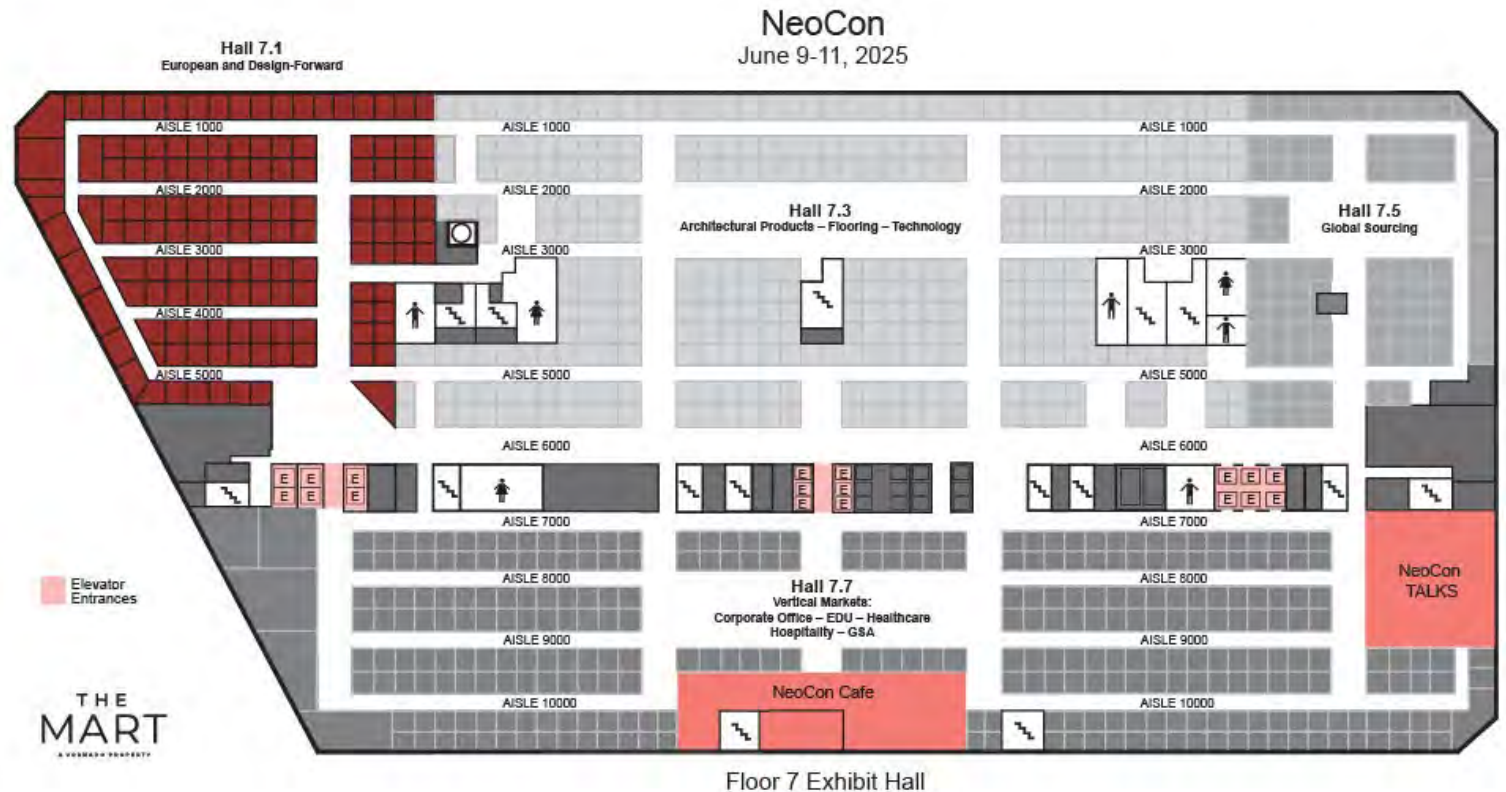 NeoCon
June 9-11, 2025
Hall 7.1
European and Design-Forward
AISLE 1000
AISLE 1000
AISLE 1000
AISLE 2000
AISLE 2000
AISLE 2000
Hall 7.3
Architectural Products – Flooring – Technology
Hall 7.5
Global Sourcing
AISLE 3000
AISLE 3000
AISLE 3000
AISLE 4000
AISLE 5000
AISLE 5000
AISLE 5000
AISLE 6000
AISLE 6000
E E E E E E
E E E
E E
E E E E E E
E E E
E E
AISLE 7000
AISLE 7000
AISLE 8000
AISLE 8000
Elevator
Entrances
Hall 7.7
Vertical Markets:
Corporate Office – EDU – Healthcare
Hospitality – GSA
NeoCon
TALKS
AISLE 9000
AISLE 9000
NeoCon Cafe
AISLE 10000
AISLE 10000
THE
MART
A VORNADO PROPERTY
Floor 7 Exhibit Hall